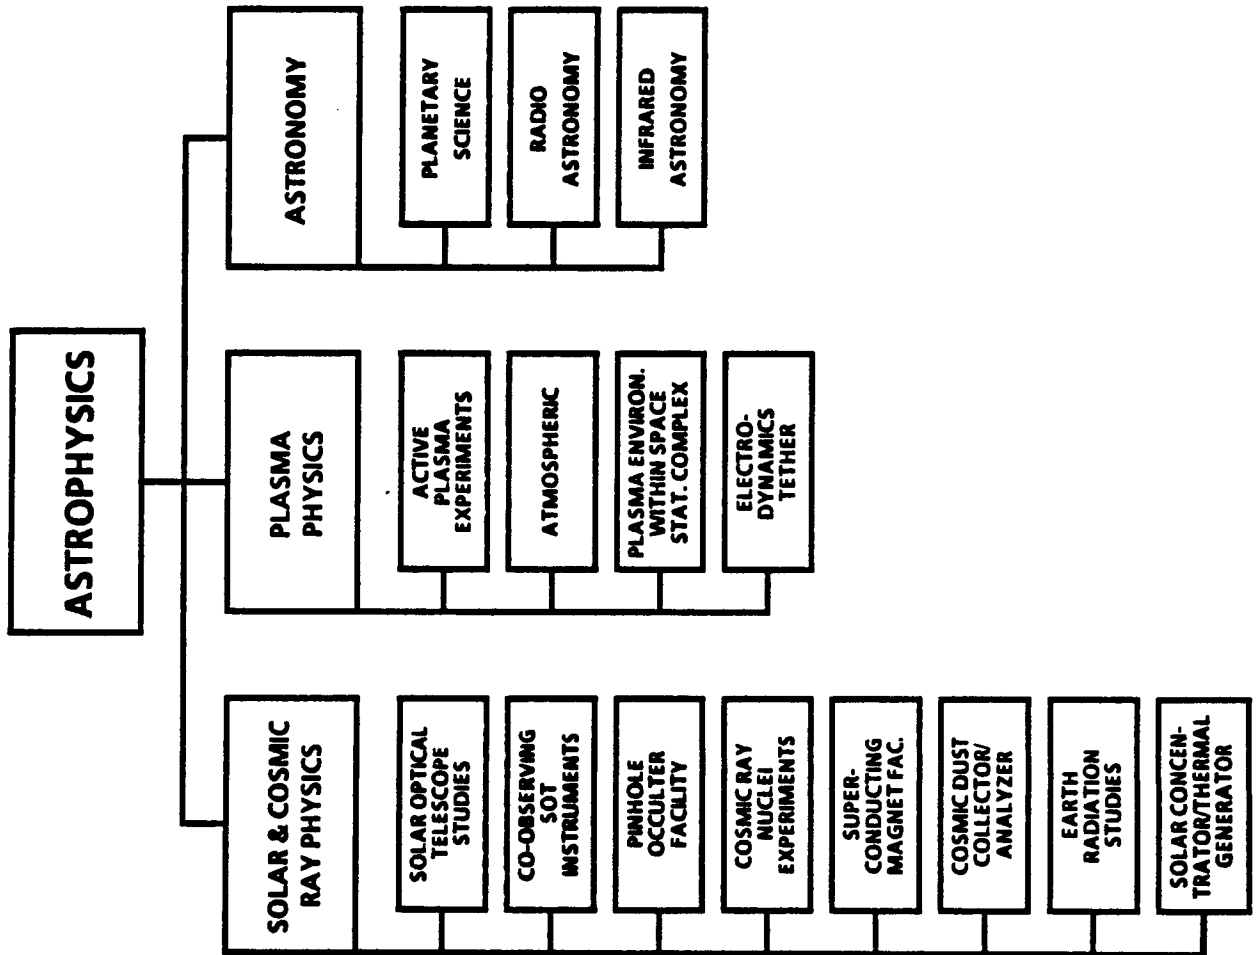 ASTROPHYSICS
SOLAR & COSMIC
RAY PHYSICS
SOLAR OPTICAL
TELESCOPE
STUDIES
CO-OBSERVING
SOT
INSTRUMENTS
PINHOLE
OCCULTER
FACILITY
COSMIC RAY
NUCLEI
EXPERIMENTS
SUPER-
CONDUCTING
MAGNET FAC.
COSMIC DUST
COLLECTOR/
ANALYZER
EARTH
RADIATION
STUDIES
SOLAR CONCEN-
TRATOR/THERMAL
GENERATOR
PLASMA
PHYSICS
ACTIVE
PLASMA
EXPERIMENTS
ATMOSPHERIC
PLASMA ENVIRON.
WITHIN SPACE
STAT. COMPLEX
ELECTRO-
DYNAMICS
TETHER
ASTRONOMY
PLANETARY
SCIENCE
RADIO
ASTRONOMY
INFRARED
ASTRONOMY